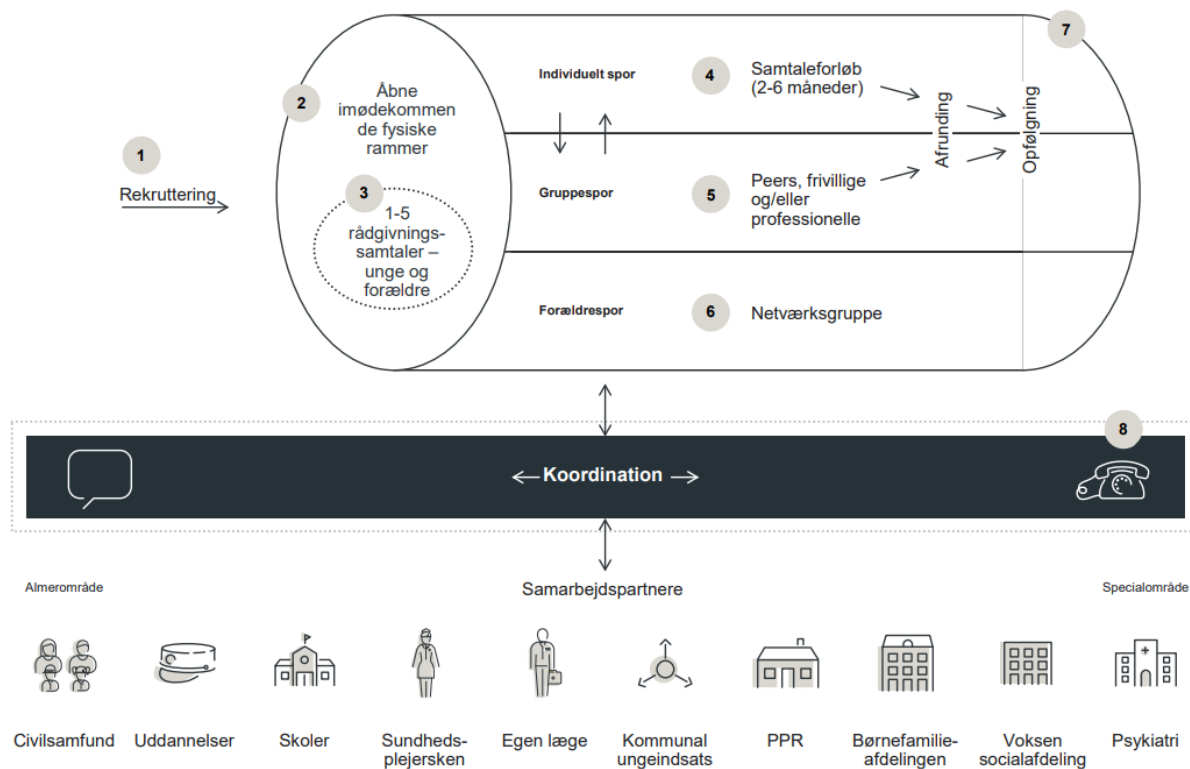 1
Rekruttering
2
Åbne
imødekommen
de fysiske
rammer
3
1-5
rådgivnings-
samtaler –
unge og
forældre
Individuelt spor
4
Samtaleforløb
(2-6 måneder)
Gruppespor
5
Peers, frivillige
og/eller
professionelle
Forældrespor
6
Netværksgruppe
Afrunding
Opfølgning
7
8
Koordination
Almerområde
Samarbejdspartnere
Specialområde
Civilsamfund
Uddannelser
Skoler
Sundheds-
plejersken
Egen læge
Kommunal
ungeindsats
PPR
Børnefamilie-
afdelingen
Voksen
socialafdeling
Psykiatri